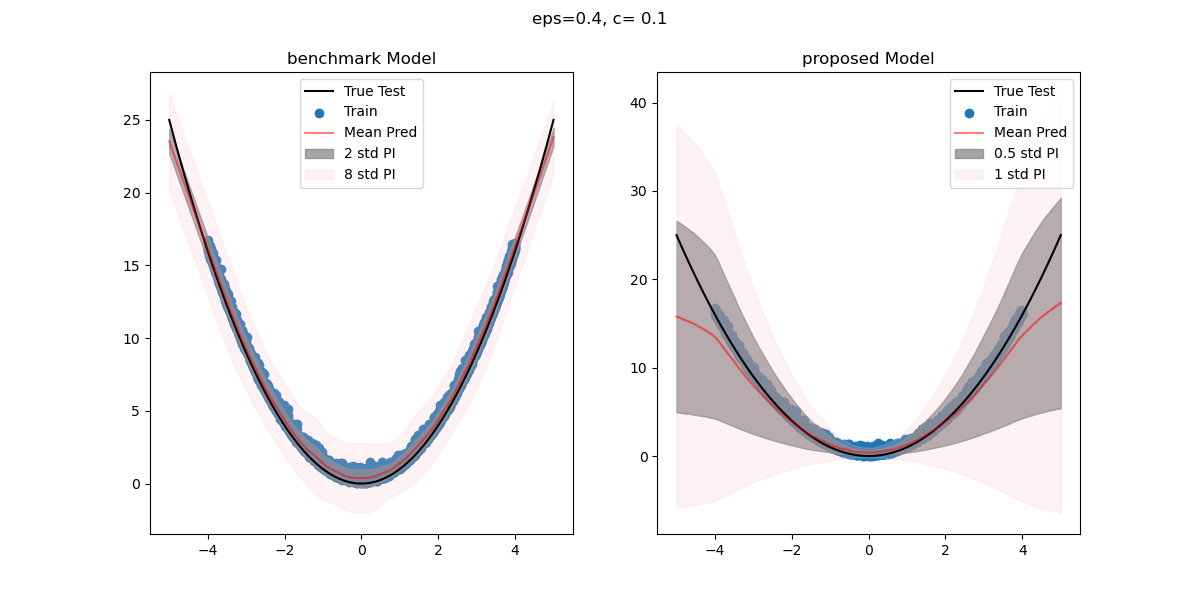 eps=0.4, c= 0.1
benchmark Model
True Test
Train
Mean Pred
2 std PI
8 std PI
25
20
15
10
5
0
−4
−2
0
2
4
proposed Model
True Test
Train
Mean Pred
0.5 std PI
1 std PI
40
30
20
10
0
−4
−2
0
2
4